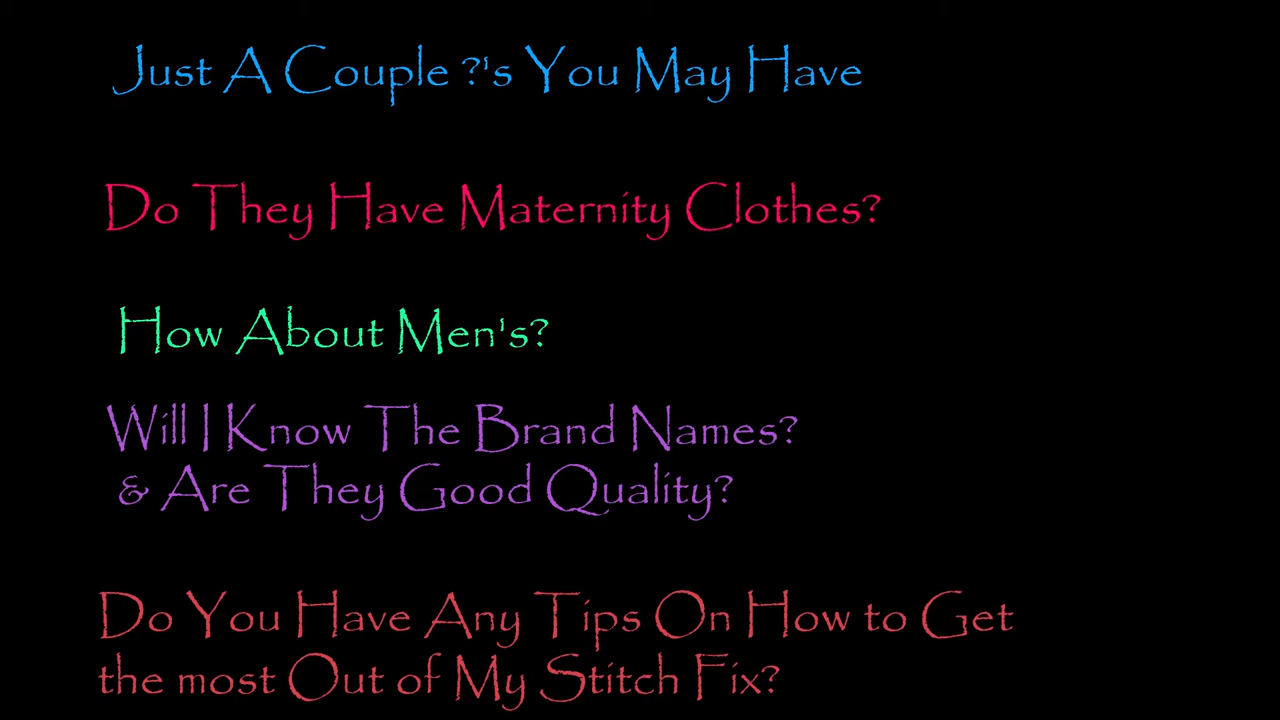 Just A Couple ?'s You May Have
Do They Have Maternity Clothes?
How About Men's?
Will I Know The Brand Names?
& Are They Good Quality?
Do You Have Any Tips On How to Get
the most Out of My Stitch Fix?